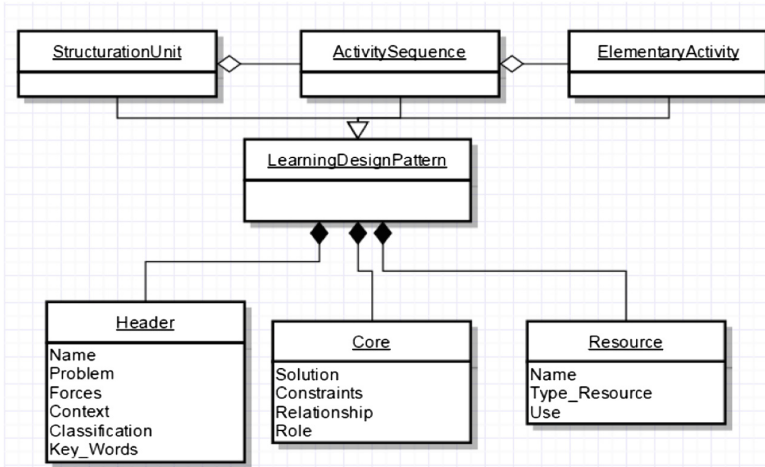 StructurationUnit
ActivitySequence
ElementaryActivity
LearningDesignPattern
Header
Name
Problem
Forces
Context
Classification
Key_Words
Core
Solution
Constraints
Relationship
Role
Resource
Name
Type_Resource
Use